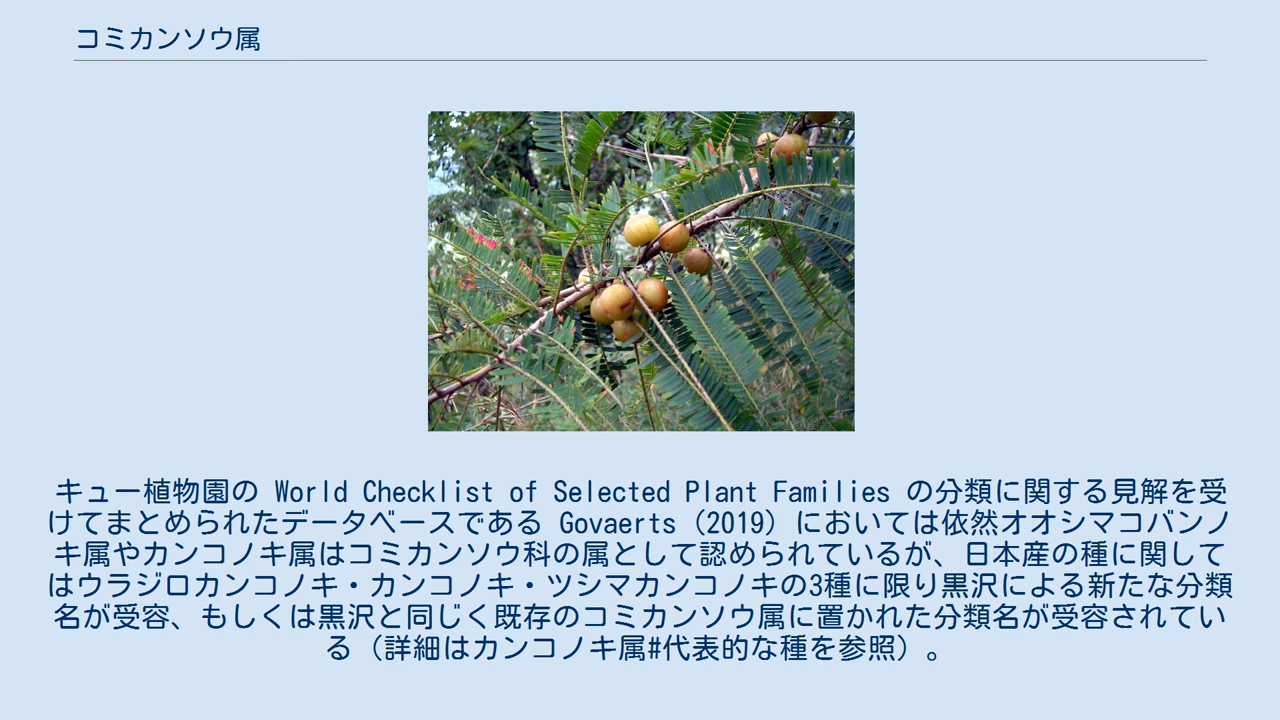 コミカンソウ属
キュー植物園の World Checklist of Selected Plant Families の分類に関する見解を受
けてまとめられたデータベースである Govaerts（2019）においては依然オオシマコバンノ
キ属やカンコノキ属はコミカンソウ科の属として認められているが、日本産の種に関して
はウラジロカンコノキ・カンコノキ・ツシマカンコノキの3種に限り黒沢による新たな分類
名が受容、もしくは黒沢と同じく既存のコミカンソウ属に置かれた分類名が受容されてい
る（詳細はカンコノキ属#代表的な種を参照）。